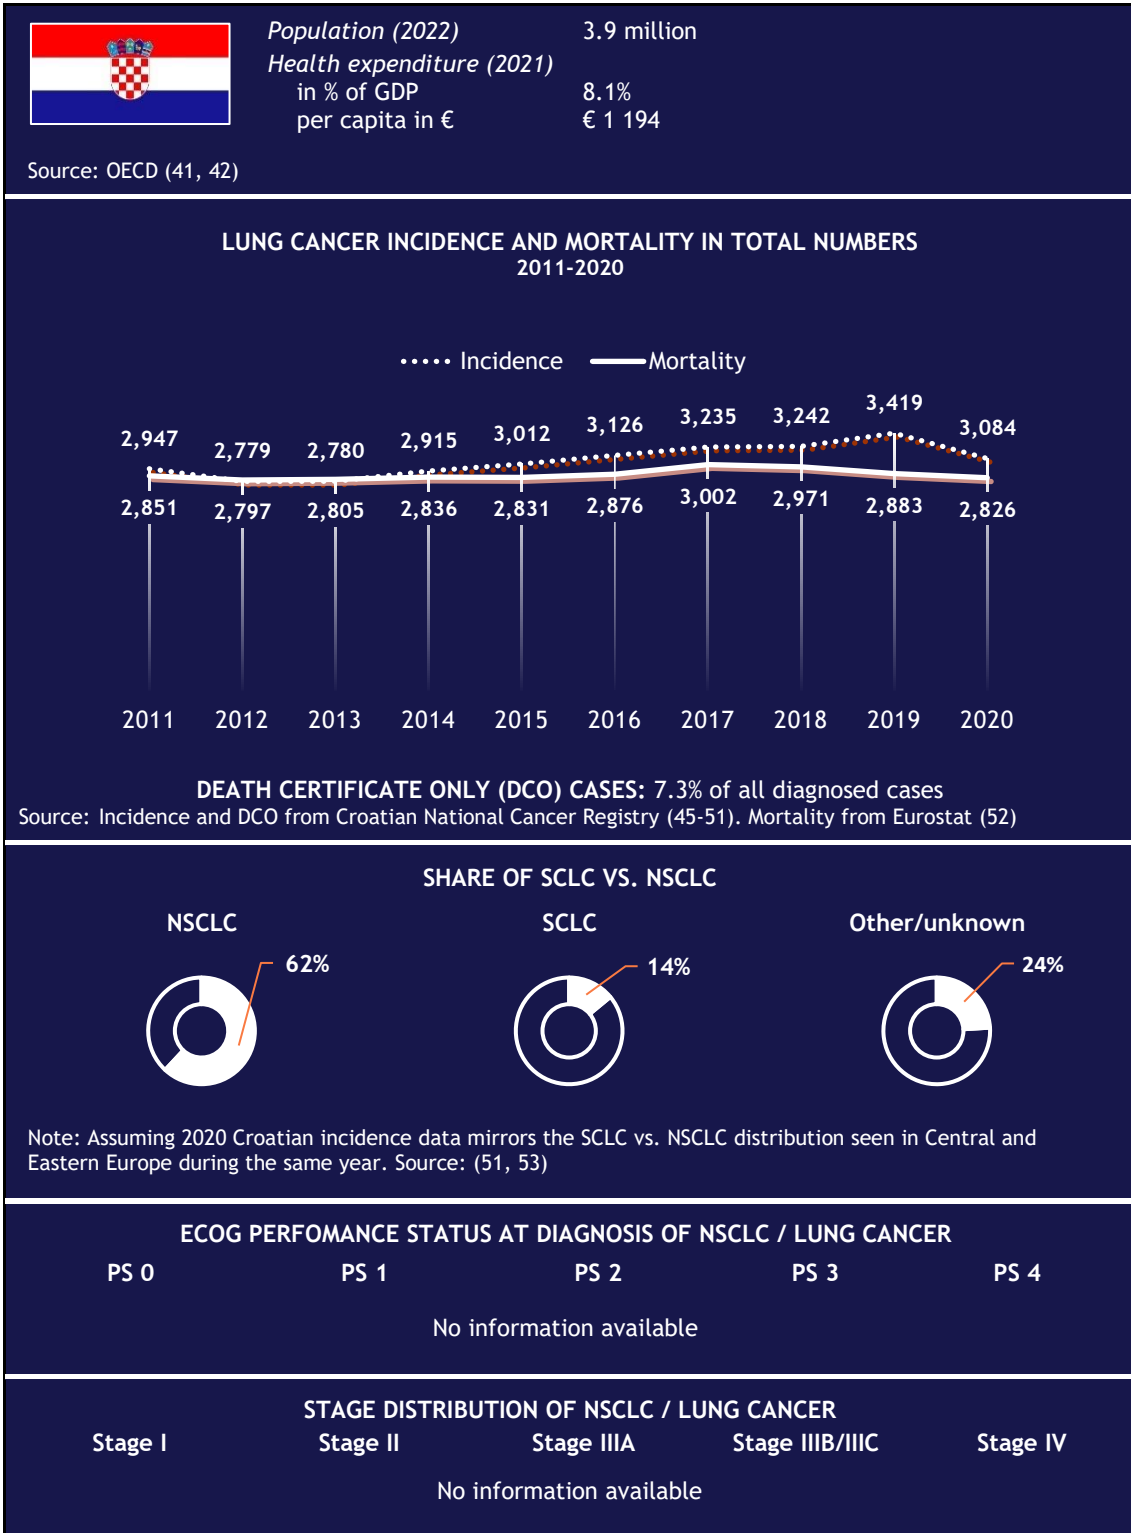 Population (2022) 3.9 million
Health expenditure (2021)
in % of GDP 8.1%
per capita in € € 1 194
Source: OECD (41, 42)
LUNG CANCER INCIDENCE AND MORTALITY IN TOTAL NUMBERS
2011-2020
Incidence Mortality
2,947 2,779 2,780 2,915 3,012 3,126 3,235 3,242 3,419 3,084
2,851 2,797 2,805 2,836 2,831 2,876 3,002 2,971 2,883 2,826
2011 2012 2013 2014 2015 2016 2017 2018 2019 2020
DEATH CERTIFICATE ONLY (DCO) CASES: 7.3% of all diagnosed cases
Source: Incidence and DCO from Croatian National Cancer Registry (45-51). Mortality from Eurostat (52)
SHARE OF SCLC VS. NSCLC
NSCLC SCLC Other/unknown
62% 14% 24%
Note: Assuming 2020 Croatian incidence data mirrors the SCLC vs. NSCLC distribution seen in Central and
Eastern Europe during the same year. Source: (51, 53)
ECOG PERFOMANCE STATUS AT DIAGNOSIS OF NSCLC / LUNG CANCER
PS 0 PS 1 PS 2 PS 3 PS 4
No information available
STAGE DISTRIBUTION OF NSCLC / LUNG CANCER
Stage I Stage II Stage IIIA Stage IIIB/IIIC Stage IV
No information available